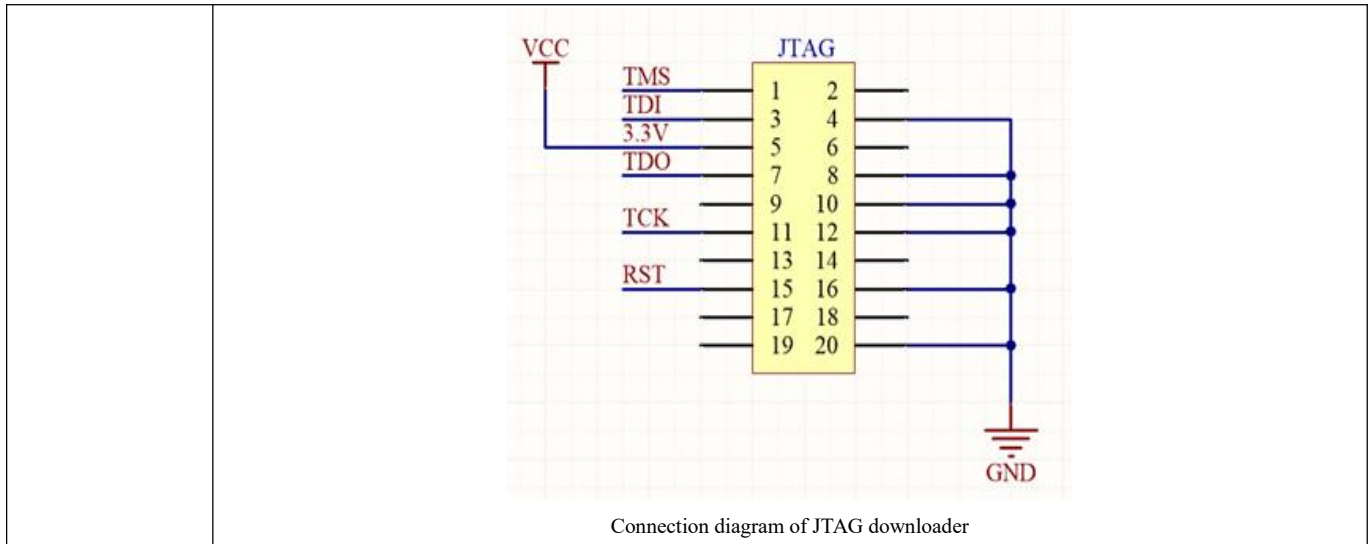 VCC JTAG
TMS 1 2
TDI 3 4
3.3V 5 6
TDO 7 8
9 10
TCK 11 12
13 14
RST 15 16
17 18
19 20
GND
Connection diagram of JTAG downloader